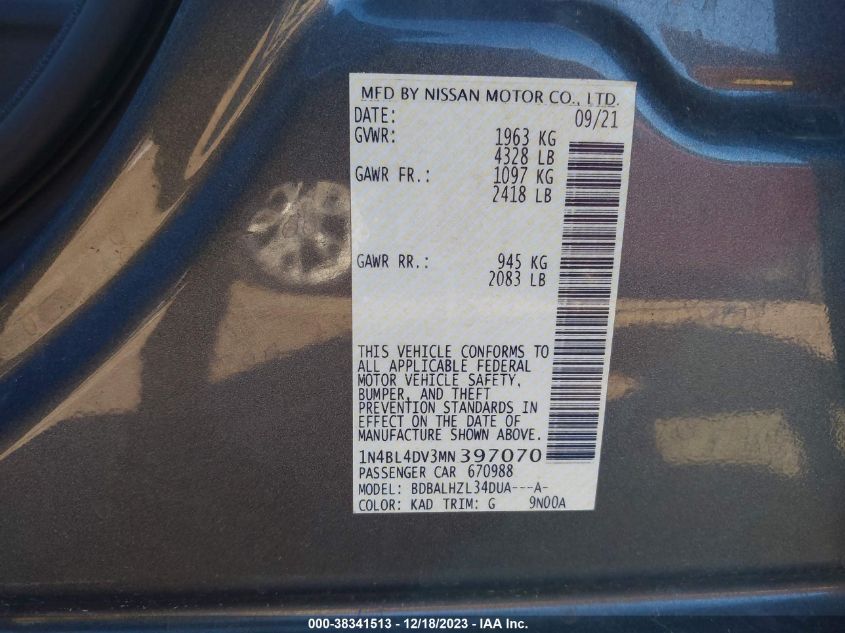 MFD BY NISSAN MOTOR CO., LTD.
DATE: 09/21
GVWR: 1963 KG
4328 LB
GAWR FR.: 1097 KG
2418 LB
GAWR RR.: 945 KG
2083 LB
THIS VEHICLE CONFORMS TO
ALL APPLICABLE FEDERAL
MOTOR VEHICLE SAFETY,
BUMPER, AND THEFT
PREVENTION STANDARDS IN
EFFECT ON THE DATE OF
MANUFACTURE SHOWN ABOVE.
1N4BL4DV3MN397070
PASSENGER CAR 670988
MODEL: BDBALHZL34DUA---A-
COLOR: KAD TRIM: G 9N00A
000-38341513 - 12/18/2023 - IAA Inc.